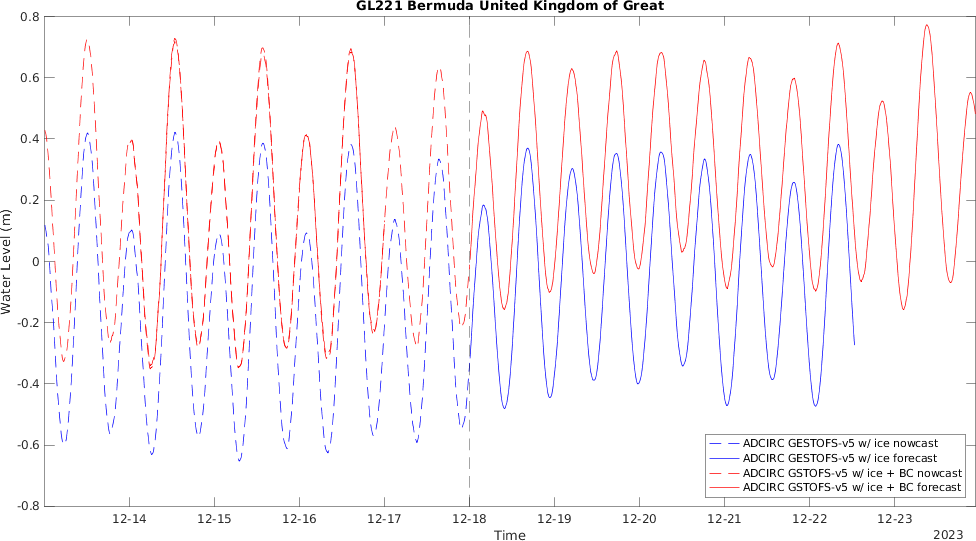 GL221 Bermuda United Kingdom of Great
0.8
0.6
0.4
0.2
0
-0.2
-0.4
-0.6
-0.8
Water Level (m)
12-14 12-15 12-16 12-17 12-18 12-19 12-20 12-21 12-22 12-23
Time
2023
ADCIRC GESTOFS-v5 w/ ice nowcast
ADCIRC GESTOFS-v5 w/ ice forecast
ADCIRC GSTOFS-v5 w/ ice + BC nowcast
ADCIRC GSTOFS-v5 w/ ice + BC forecast